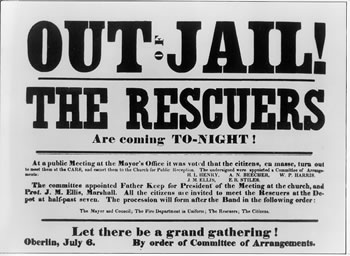 OUT OF JAIL!
THE RESCUERS
Are coming TO-NIGHT!
At a public Meeting at the Mayor's Office it was voted that the citizens, en masse, turn out
to meet them at the CARS, and escort them to the Church for Public Reception. The undersigned were appointed a Committee of Arrange-
ments:
H. L. HENRY, A. N. BEECHER, W. P. HARRIS,
J. M. ELLIS, P. R. STILES.
The committee appointed Father Keep for President of the Meeting at the church, and
Prof. J. M. Ellis, Marshall. All the citizens are invited to meet the Rescuers at the De-
pot at half-past seven. The procession will form after the Band in the following order:
The Mayor and Council; The Fire Department in Uniform; The Rescuers; The Citizens.
Let there be a grand gathering!
Oberlin, July 6. By order of Committee of Arrangements.